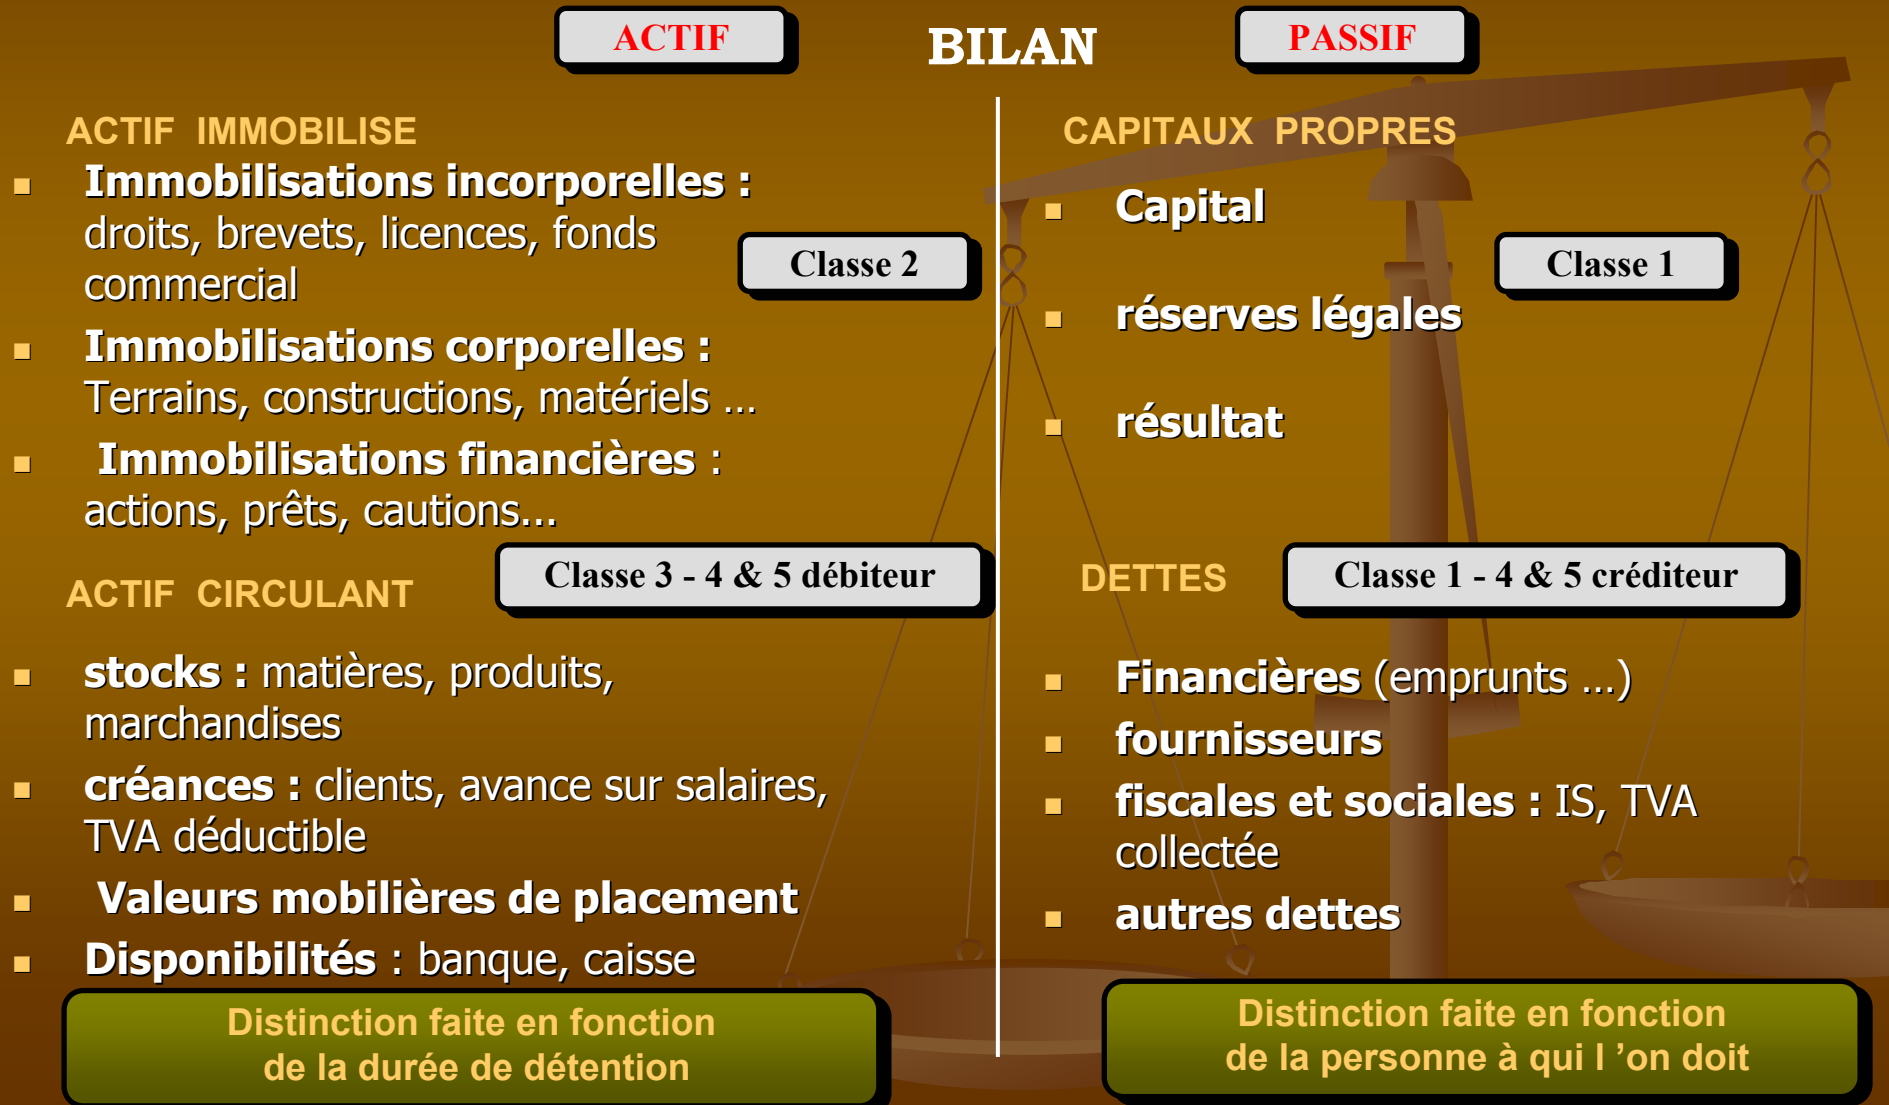 ACTIF
BILAN
PASSIF
ACTIF IMMOBILISE
Immobilisations incorporelles :
droits, brevets, licences, fonds
commercial
Classe 2
Immobilisations corporelles :
Terrains, constructions, matériels …
Immobilisations financières :
actions, prêts, cautions...
ACTIF CIRCULANT
Classe 3 - 4 & 5 débiteur
stocks : matières, produits,
marchandises
créances : clients, avance sur salaires,
TVA déductible
Valeurs mobilières de placement
Disponibilités : banque, caisse
Distinction faite en fonction
de la durée de détention
CAPITAUX PROPRES
Capital
Classe 1
réserves légales
résultat
DETTES
Classe 1 - 4 & 5 créditeur
Financières (emprunts …)
fournisseurs
fiscales et sociales : IS, TVA
collectée
autres dettes
Distinction faite en fonction
de la personne à qui l ’on doit